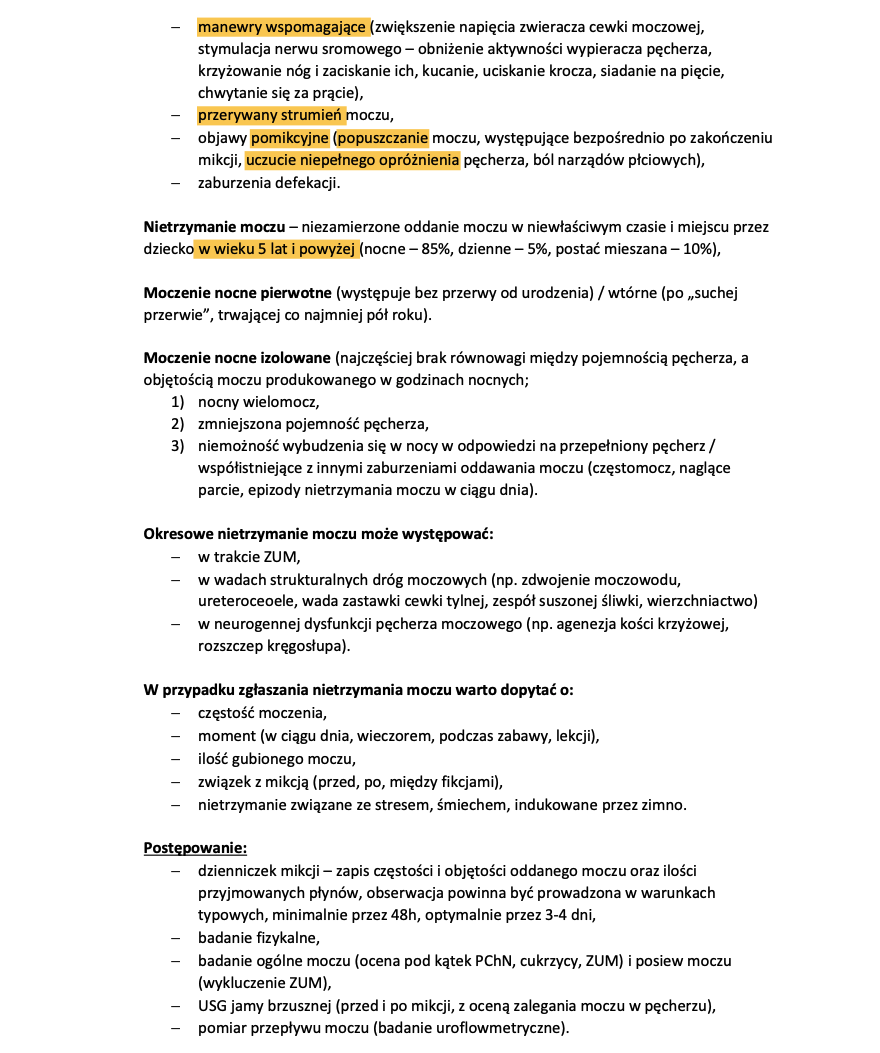 – manewry wspomagające (zwiększenie napięcia zwieracza cewki moczowej,
stymulacja nerwu sromowego – obniżenie aktywności wypieracza pęcherza,
krzyżowanie nóg i zaciskanie ich, kucanie, uciskanie krocza, siadanie na pięcie,
chwytanie się za prącie),
– przerywany strumień moczu,
– objawy pomikcyjne (popuszczanie moczu, występujące bezpośrednio po zakończeniu
mikcji, uczucie niepełnego opróżnienia pęcherza, ból narządów płciowych),
– zaburzenia defekacji.
Nietrzymanie moczu – niezamierzone oddanie moczu w niewłaściwym czasie i miejscu przez
dziecko w wieku 5 lat i powyżej (nocne – 85%, dzienne – 5%, postać mieszana – 10%),
Moczenie nocne pierwotne (występuje bez przerwy od urodzenia) / wtórne (po „suchej
przerwie”, trwającej co najmniej pół roku).
Moczenie nocne izolowane (najczęściej brak równowagi między pojemnością pęcherza, a
objętością moczu produkowanego w godzinach nocnych;
1) nocny wielomocz,
2) zmniejszona pojemność pęcherza,
3) niemożność wybudzenia się w nocy w odpowiedzi na przepełniony pęcherz /
współistniejące z innymi zaburzeniami oddawania moczu (częstomocz, naglące
parcie, epizody nietrzymania moczu w ciągu dnia).
Okresowe nietrzymanie moczu może występować:
– w trakcie ZUM,
– w wadach strukturalnych dróg moczowych (np. zdwojenie moczowodu,
ureteroceoele, wada zastawki cewki tylnej, zespół suszonej śliwki, wierzchniactwo)
– w neurogennej dysfunkcji pęcherza moczowego (np. agenezja kości krzyżowej,
rozszczep kręgosłupa).
W przypadku zgłaszania nietrzymania moczu warto dopytać o:
– częstość moczenia,
– moment (w ciągu dnia, wieczorem, podczas zabawy, lekcji),
– ilość gubionego moczu,
– związek z mikcją (przed, po, między fikcjami),
– nietrzymanie związane ze stresem, śmiechem, indukowane przez zimno.
Postępowanie:
– dzienniczek mikcji – zapis częstości i objętości oddanego moczu oraz ilości
przyjmowanych płynów, obserwacja powinna być prowadzona w warunkach
typowych, minimalnie przez 48h, optymalnie przez 3-4 dni,
– badanie fizykalne,
– badanie ogólne moczu (ocena pod kątek PChN, cukrzycy, ZUM) i posiew moczu
(wykluczenie ZUM),
– USG jamy brzusznej (przed i po mikcji, z oceną zalegania moczu w pęcherzu),
– pomiar przepływu moczu (badanie uroflowmetryczne).